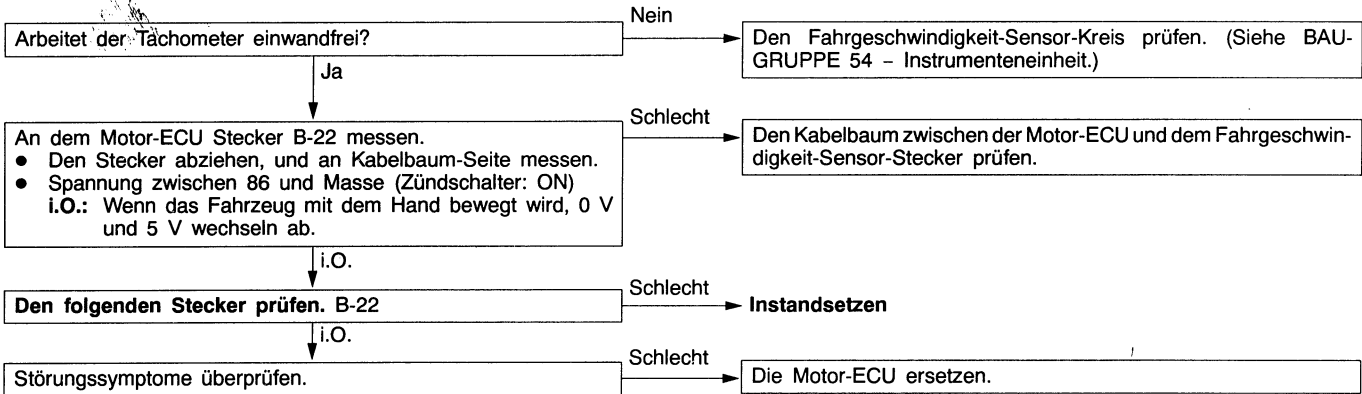 Arbeitet der Tachometer einwandfrei?
Nein
Den Fahrgeschwindigkeit-Sensor-Kreis prüfen. (Siehe BAU-
GRUPPE 54 – Instrumenteneinheit.)
Ja
An dem Motor-ECU Stecker B-22 messen.
● Den Stecker abziehen, und an Kabelbaum-Seite messen.
● Spannung zwischen 86 und Masse (Zündschalter: ON)
i.O.: Wenn das Fahrzeug mit dem Hand bewegt wird, 0 V
und 5 V wechseln ab.
Schlecht
Den Kabelbaum zwischen der Motor-ECU und dem Fahrgeschwin-
digkeit-Sensor-Stecker prüfen.
i.O.
Den folgenden Stecker prüfen. B-22
Schlecht
Instandsetzen
i.O.
Störungssymptome überprüfen.
Schlecht
Die Motor-ECU ersetzen.